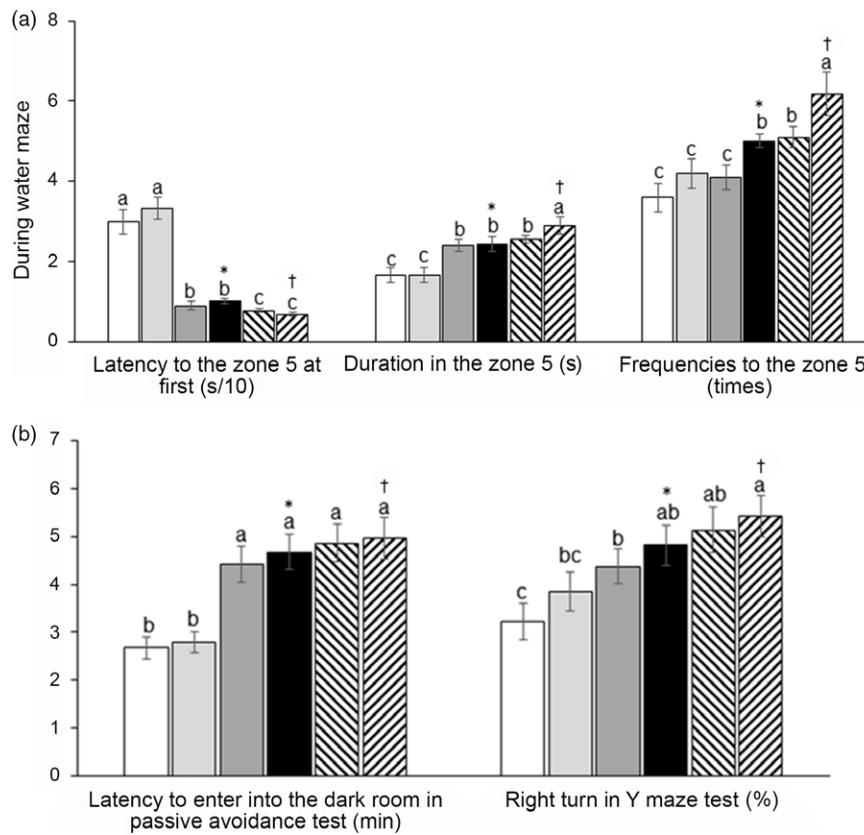 (a)
8
6
4
2
0
During water maze
a a b * b c † c
c c b * b b † a
c c c * b b † a
Latency to the zone 5 at
first (s/10)
Duration in the zone 5 (s)
Frequencies to the zone 5
(times)
(b)
7
6
5
4
3
2
1
0
b b a * a a † a
c bc b * ab ab † a
Latency to enter into the dark room in
passive avoidance test (min)
Right turn in Y maze test (%)